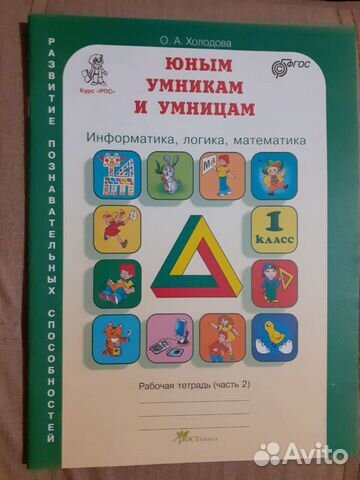 О. А. Холодова
ЮНЫМ
УМНИКАМ
И УМНИЦАМ
Курс «РПС»
ФГОС
Информатика, логика, математика
1
КЛАСС
РАЗВИТИЕ ПОЗНАВАТЕЛЬНЫХ СПОСОБНОСТЕЙ
Рабочая тетрадь (часть 2)
РОСТкнига
Avito